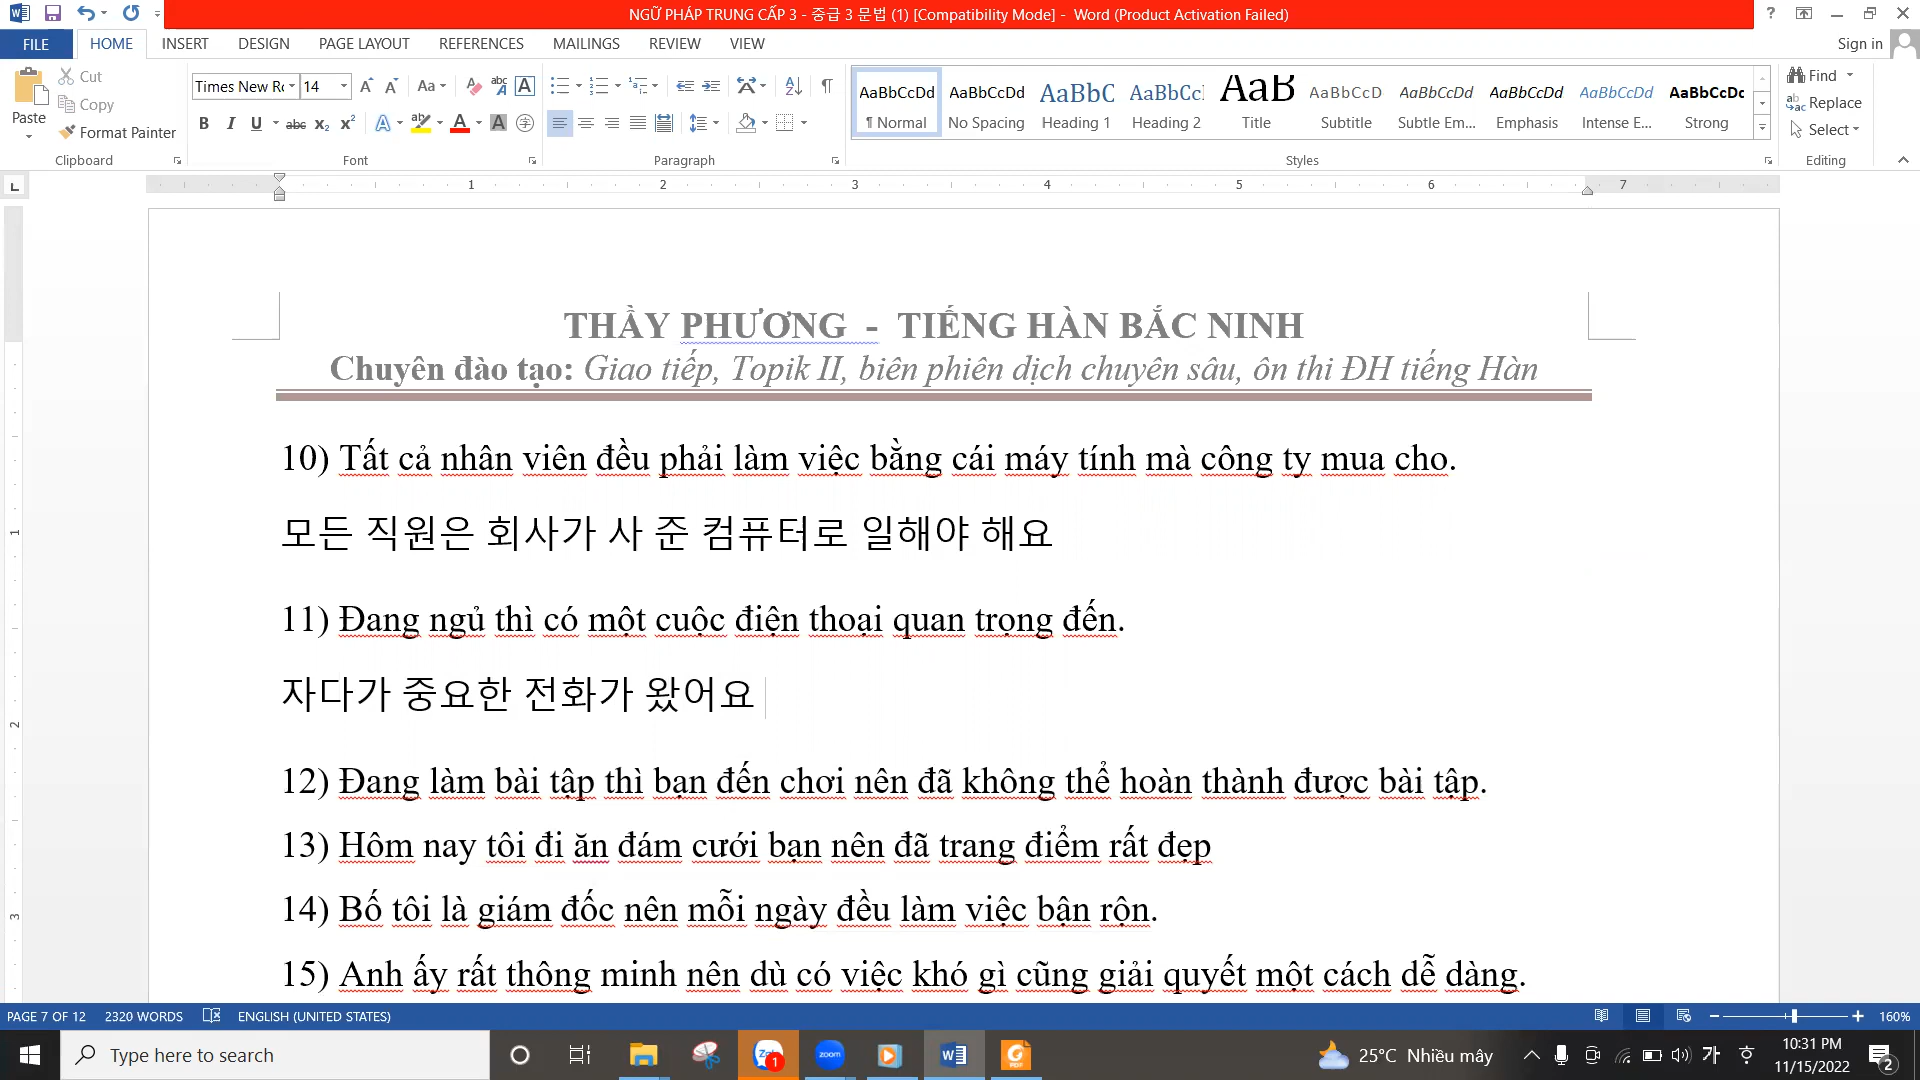 NGỮ PHÁP TRUNG CẤP 3 - 중급 3 문법 (1) [Compatibility Mode] - Word (Product Activation Failed)
FILE HOME INSERT DESIGN PAGE LAYOUT REFERENCES MAILINGS REVIEW VIEW Sign in
Paste Cut Copy Format Painter Clipboard
Times New Ro 14 Font
Paragraph
AaBbCcDd AaBbCcDd AaBbC AaBbCc AaB AaBbCcD AaBbCcDd AaBbCcDd AaBbCcDd AaBbCcDc
¶ Normal No Spacing Heading 1 Heading 2 Title Subtitle Subtle Em... Emphasis Intense E... Strong
Styles
Find Replace Select Editing
1 2 3 4 5 6 7
THẦY PHƯƠNG - TIẾNG HÀN BẮC NINH
Chuyên đào tạo: Giao tiếp, Topik II, biên phiên dịch chuyên sâu, ôn thi ĐH tiếng Hàn
10) Tất cả nhân viên đều phải làm việc bằng cái máy tính mà công ty mua cho.
모든 직원은 회사가 사 준 컴퓨터로 일해야 해요
11) Đang ngủ thì có một cuộc điện thoại quan trọng đến.
자다가 중요한 전화가 왔어요
12) Đang làm bài tập thì bạn đến chơi nên đã không thể hoàn thành được bài tập.
13) Hôm nay tôi đi ăn đám cưới bạn nên đã trang điểm rất đẹp
14) Bố tôi là giám đốc nên mỗi ngày đều làm việc bận rộn.
15) Anh ấy rất thông minh nên dù có việc khó gì cũng giải quyết một cách dễ dàng.
PAGE 7 OF 12 2320 WORDS ENGLISH (UNITED STATES) 160%
Type here to search
zoom
25°C Nhiều mây
가
10:31 PM
11/15/2022
2